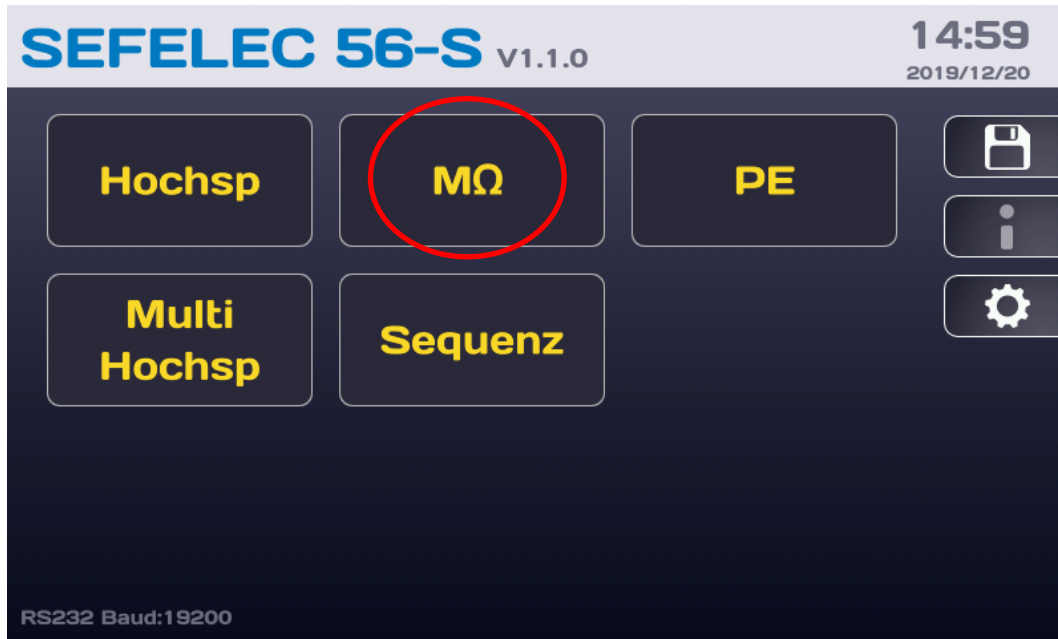 SEFELEC 56-S V1.1.0
14:59
2019/12/20
Hochsp
MΩ
PE
Multi
Hochsp
Sequenz
RS232 Baud:19200